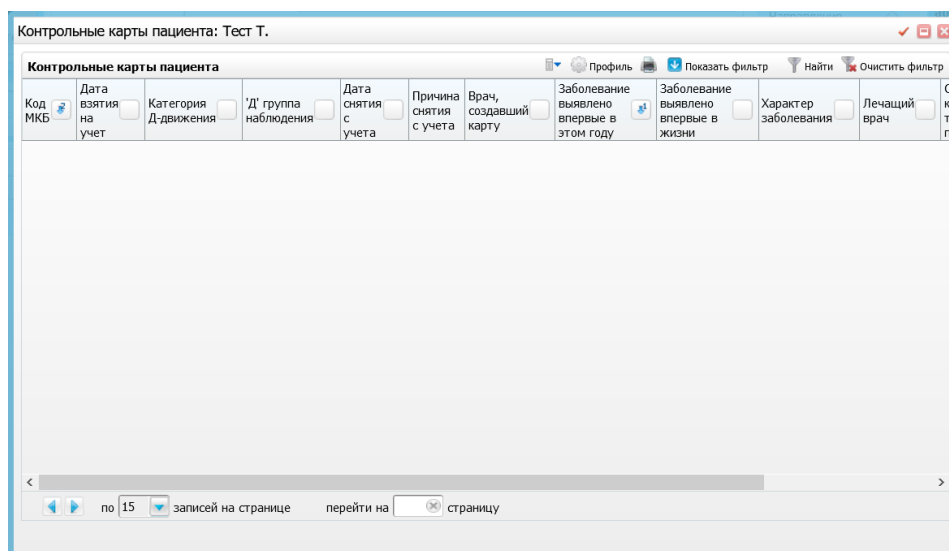 Контрольные карты пациента: Тест Т.
Контрольные карты пациента
Профиль
Показать фильтр
Найти
Очистить фильтр
Код
МКБ
Дата
взятия
на
учет
Категория
Д-движения
'Д' группа
наблюдения
Дата
снятия
с
учета
Причина
снятия
с учета
Врач,
создавший
карту
Заболевание
выявлено
впервые в
этом году
Заболевание
выявлено
впервые в
жизни
Характер
заболевания
Лечащий
врач
по 15 записей на странице
перейти на
страницу